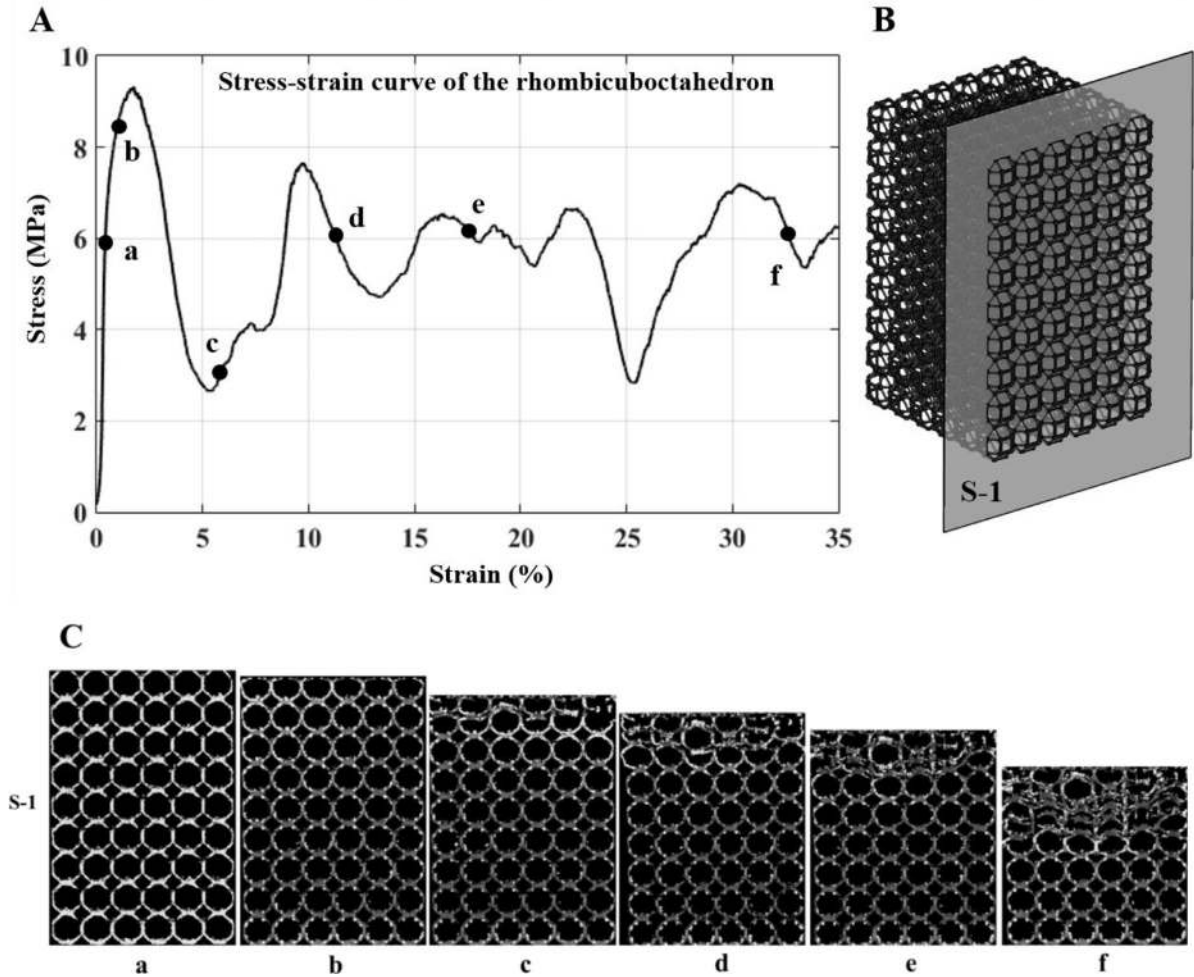 A
B
Stress-strain curve of the rhombicuboctahedron
Stress (MPa)
10
8
6
4
2
0
a
b
c
d
e
f
0 5 10 15 20 25 30 35
Strain (%)
S-1
C
S-1
a b c d e f